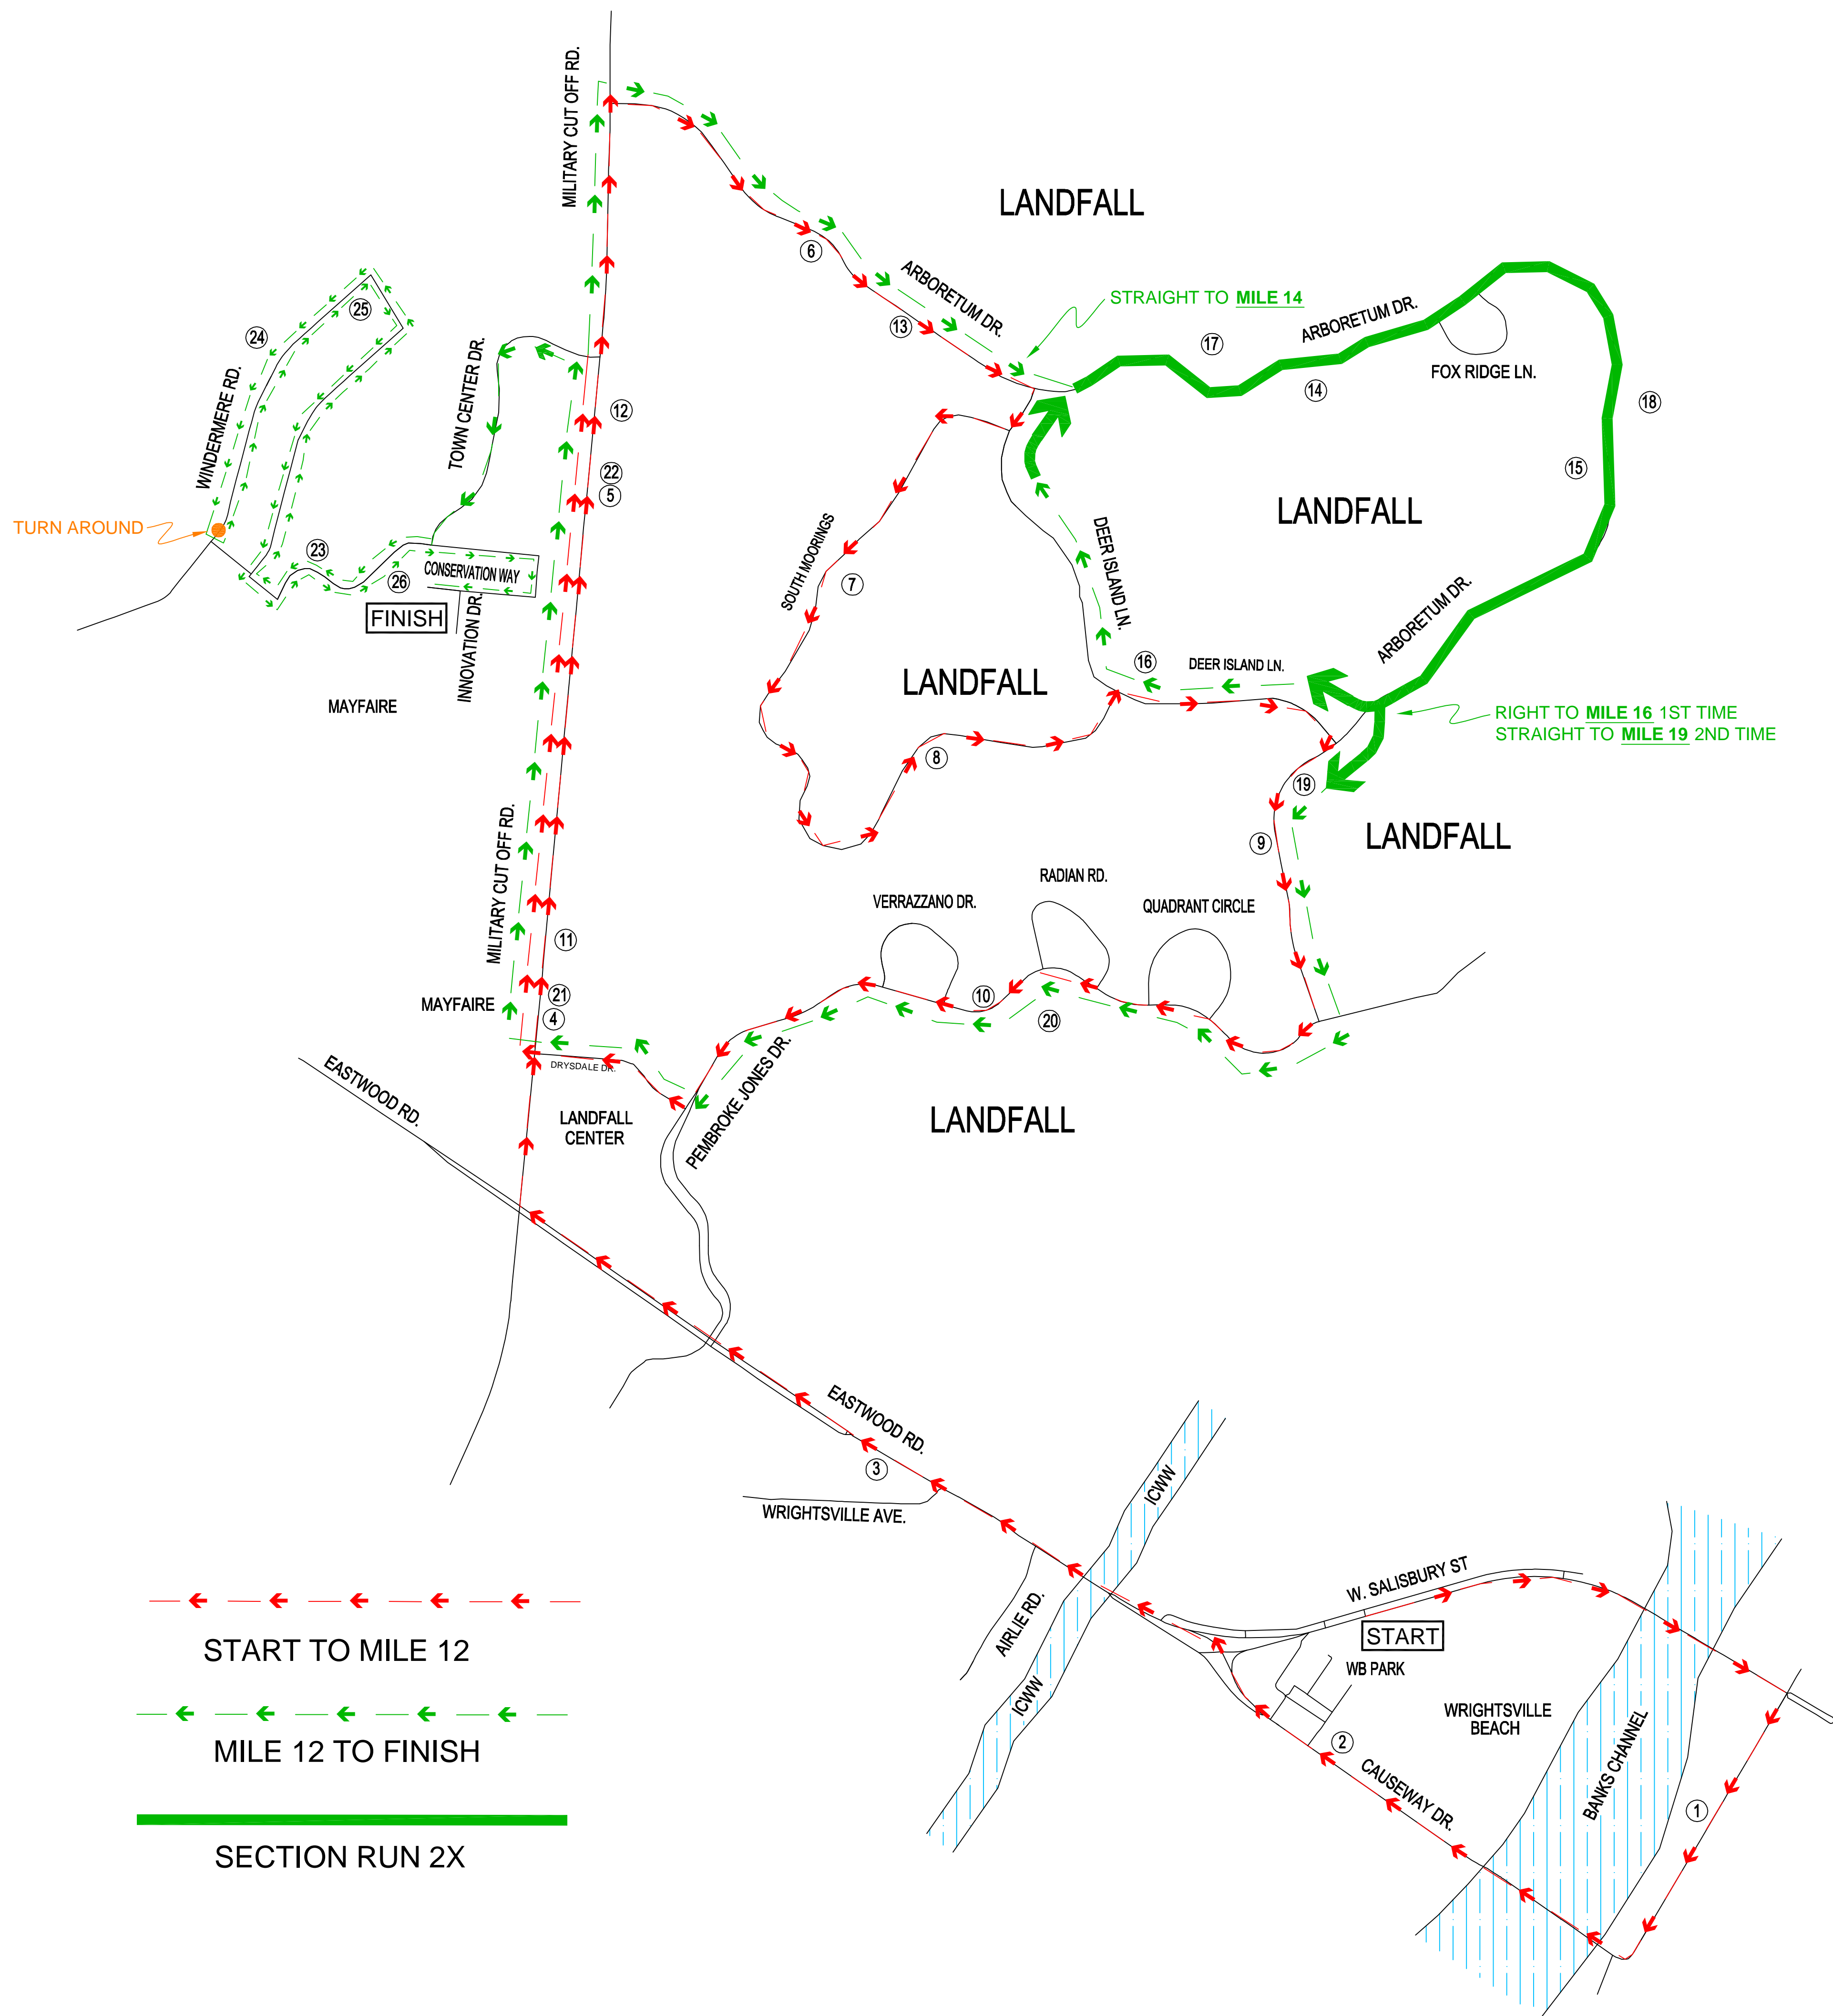 MILITARY CUT OFF RD.
LANDFALL
6
ARBORETUM DR.
13
STRAIGHT TO MILE 14
17
ARBORETUM DR.
14
FOX RIDGE LN.
18
15
25
24
WINDERMERE RD.
TOWN CENTER DR.
12
22
5
TURN AROUND
23
26
CONSERVATION WAY
FINISH
INNOVATION DR.
MAYFAIRE
LANDFALL
SOUTH MOORINGS
7
DEER ISLAND LN.
16
DEER ISLAND LN.
ARBORETUM DR.
LANDFALL
8
RIGHT TO MILE 16 1ST TIME
STRAIGHT TO MILE 19 2ND TIME
19
9
LANDFALL
MILITARY CUT OFF RD.
11
VERRAZZANO DR.
RADIAN RD.
QUADRANT CIRCLE
MAYFAIRE
21
4
10
20
DRYSDALE DR.
PEMBROKE JONES DR.
EASTWOOD RD.
LANDFALL
CENTER
LANDFALL
EASTWOOD RD.
3
WRIGHTSVILLE AVE.
ICWW
AIRLIE RD.
ICWW
W. SALISBURY ST
START
WB PARK
WRIGHTSVILLE
BEACH
BANKS CHANNEL
2
CAUSEWAY DR.
1
START TO MILE 12
MILE 12 TO FINISH
SECTION RUN 2X